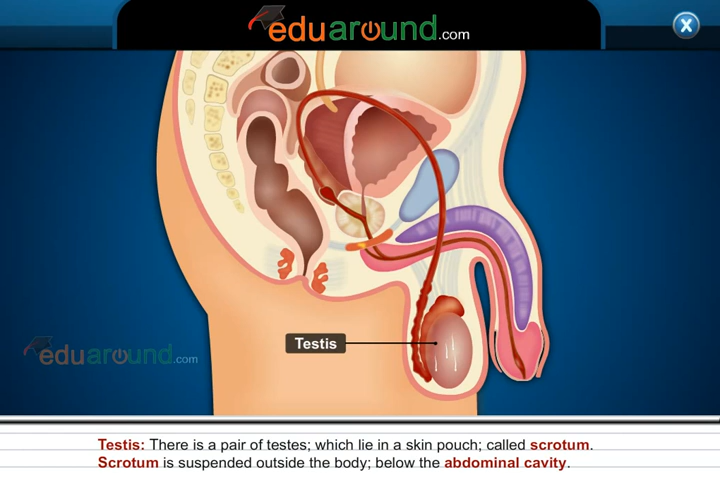 eduaround.com
Testis
eduaround.com
Testis: There is a pair of testes; which lie in a skin pouch; called scrotum.
Scrotum is suspended outside the body; below the abdominal cavity.